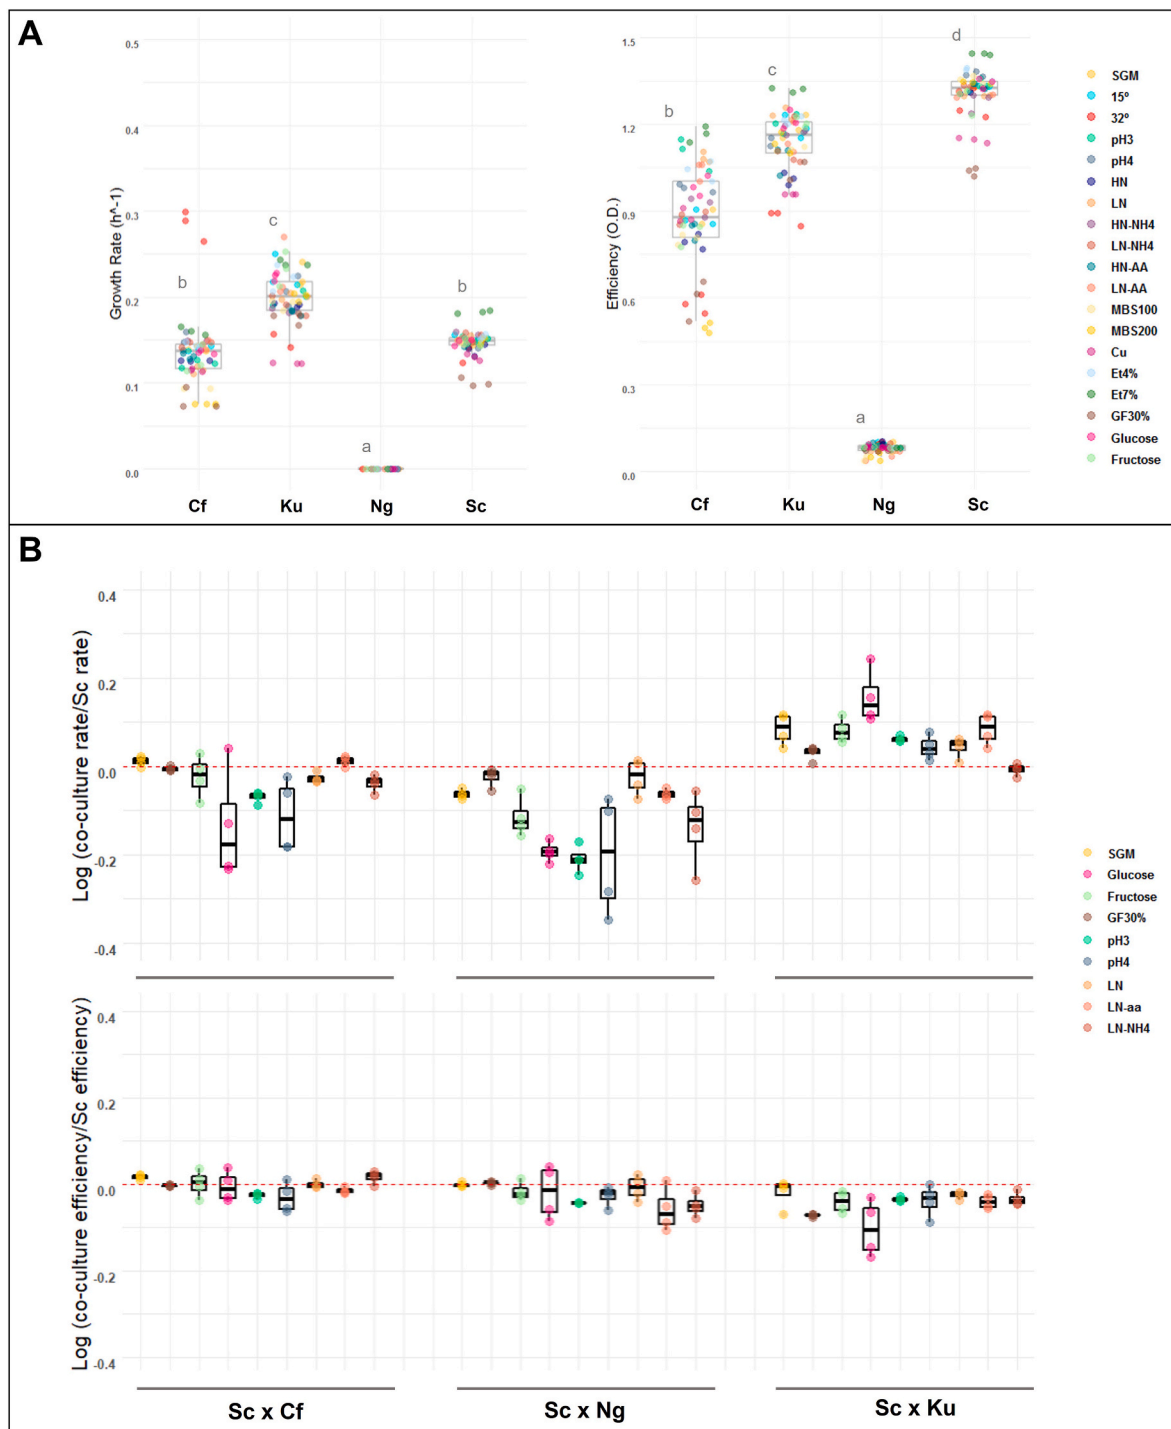 A
0.5
0.4
0.3
0.2
0.1
0.0
Growth Rate (h^-1)
b
c
a
b
Cf
Ku
Ng
Sc
1.5
1.2
0.9
0.6
0.3
0.0
Efficiency (O.D.)
b
c
a
d
Cf
Ku
Ng
Sc
SGM
15º
32º
pH3
pH4
HN
LN
HN-NH4
LN-NH4
HN-AA
LN-AA
MBS100
MBS200
Cu
Et4%
Et7%
GF30%
Glucose
Fructose
B
0.4
0.2
0.0
-0.2
-0.4
Log (co-culture rate/Sc rate)
0.4
0.2
0.0
-0.2
-0.4
Log (co-culture efficiency/Sc efficiency)
Sc x Cf
Sc x Ng
Sc x Ku
SGM
Glucose
Fructose
GF30%
pH3
pH4
LN
LN-aa
LN-NH4